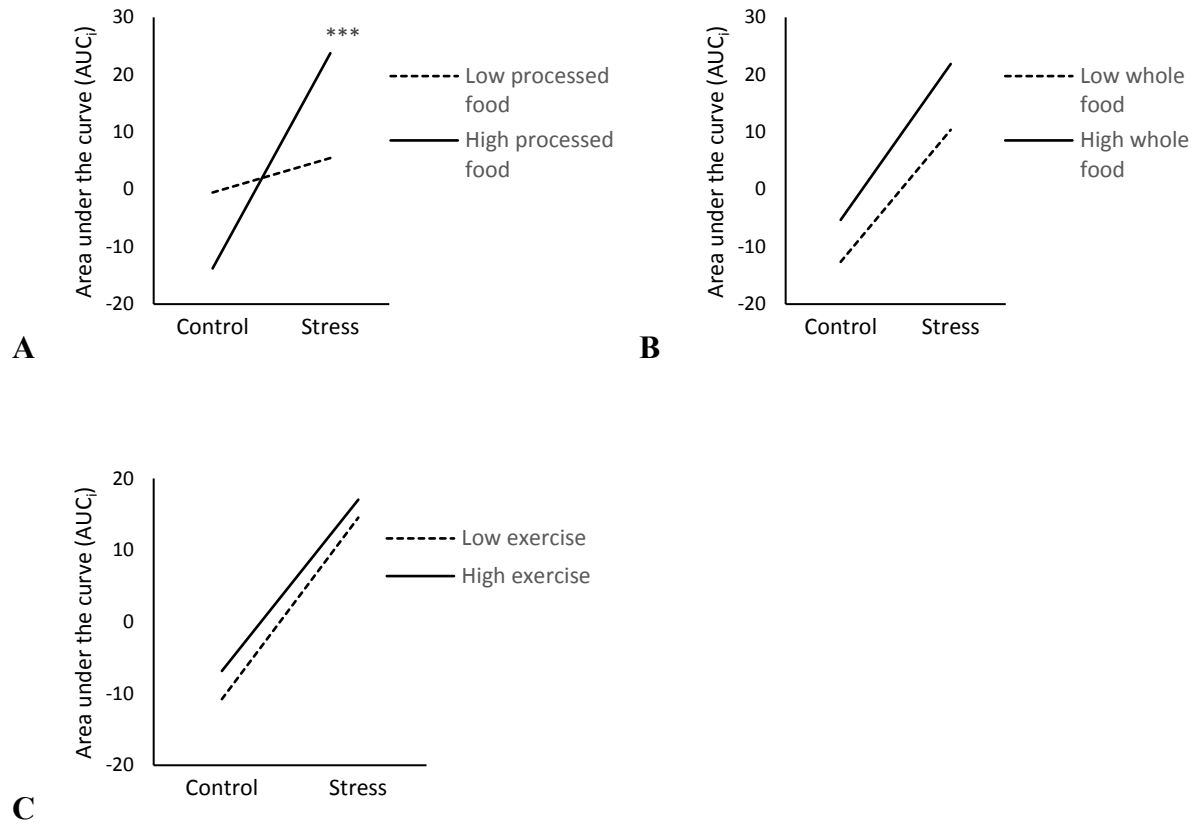 30
20
10
0
-10
-20
Area under the curve (AUCi)
***
Control Stress
Low processed
food
High processed
food
A
30
20
10
0
-10
-20
Area under the curve (AUCi)
Control Stress
Low whole
food
High whole
food
B
20
10
0
-10
-20
Area under the curve (AUCi)
Control Stress
Low exercise
High exercise
C